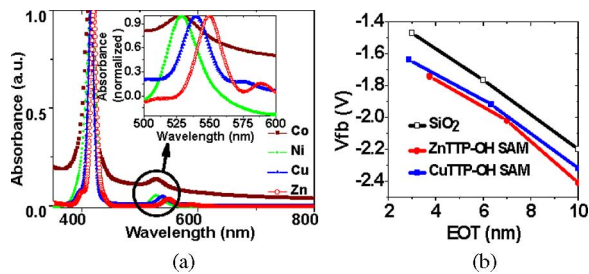 (a)
1.0
0.5
0.0
Absorbance (a.u.)
400
600
800
Wavelength (nm)
0.9
0.6
0.3
0.0
Absorbance
(normalized )
500 525 550 575 600
Wavelength (nm)
Co
Ni
Cu
Zn
(a)
(b)
-1.4
-1.6
-1.8
-2.0
-2.2
-2.4
Vfb (V)
SiO₂
ZnTTP-OH SAM
CuTTP-OH SAM
2 4 6 8 10
EOT (nm)
(b)